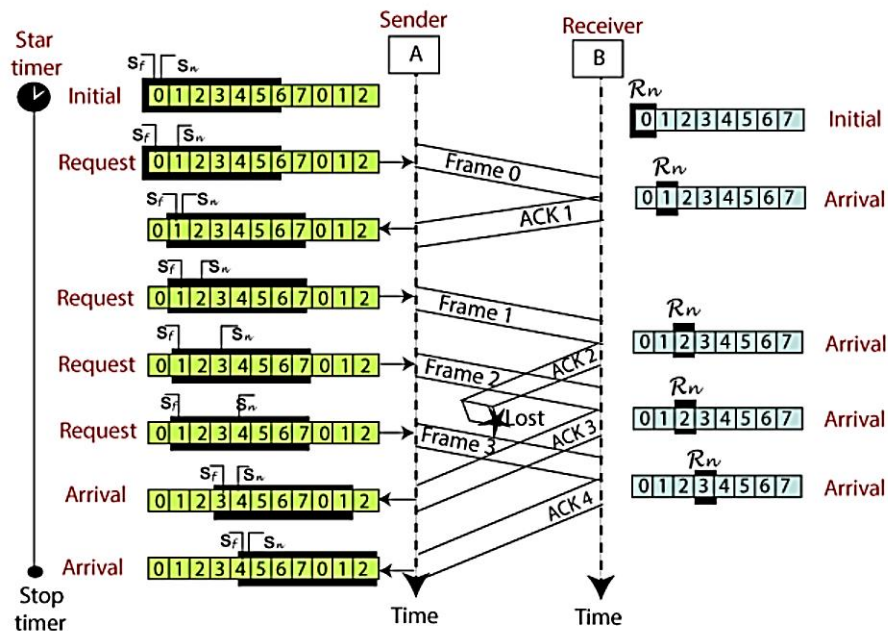 Sender
Receiver
Star
timer
A
B
Sf Sn
Initial
0 1 2 3 4 5 6 7 0 1 2
Rn
0 1 2 3 4 5 6 7
Initial
Sf Sn
Request
0 1 2 3 4 5 6 7 0 1 2
Frame 0
Rn
0 1 2 3 4 5 6 7
Arrival
Sf Sn
0 1 2 3 4 5 6 7 0 1 2
ACK 1
Sf Sn
Request
0 1 2 3 4 5 6 7 0 1 2
Frame 1
Rn
0 1 2 3 4 5 6 7
Arrival
Sf Sn
Request
0 1 2 3 4 5 6 7 0 1 2
Frame 2
ACK 2
Rn
0 1 2 3 4 5 6 7
Arrival
Sf Sn
Request
0 1 2 3 4 5 6 7 0 1 2
Lost
Frame 3
ACK 3
Rn
0 1 2 3 4 5 6 7
Arrival
Sf Sn
Arrival
0 1 2 3 4 5 6 7 0 1 2
ACK 4
Sf Sn
Arrival
0 1 2 3 4 5 6 7 0 1 2
Stop
timer
Time
Time